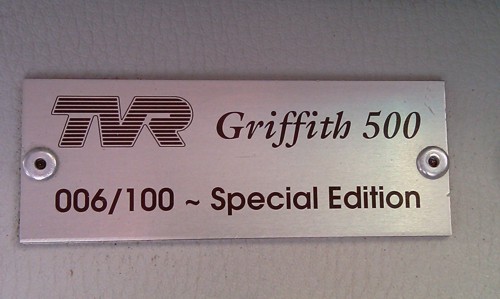 TVR Griffith 500
006/100 ~ Special Edition